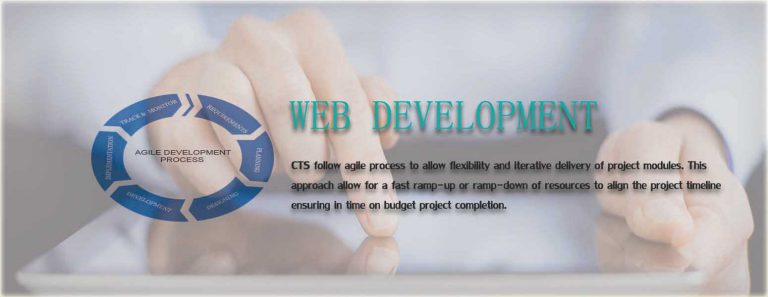 WEB DEVELOPMENT
CTS follow agile process to allow flexibility and iterative delivery of project modules. This
approach allow for a fast ramp-up or ramp-down of resources to align the project timeline
ensuring in time on budget project completion.
AGILE DEVELOPMENT
PROCESS
TRACK & MONITOR
REQUIREMENTS
PLANNING
DESIGNING
DEVELOPMENT
IMPLEMENTATION